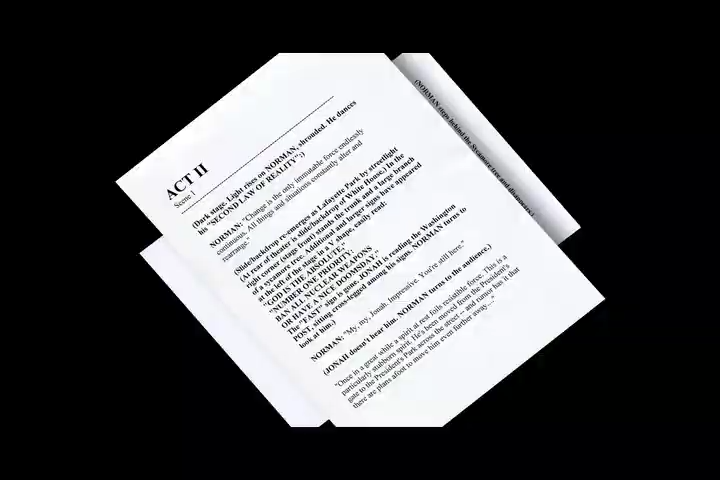 ACT II
Scene 1
(Dark stage. Light rises on NORMAN, shrouded. He dances
his "SECOND LAW OF REALITY":)
NORMAN: "Change is the only immutable force endlessly
continuous. All things and situations constantly alter and
rearrange."
(Slide/backdrop re-emerges as Lafayette Park by streetlight
(At rear of theater is slide/backdrop of White House.) In the
right corner (stage front) stands the trunk and a large branch
of a sycamore tree. Additional and larger signs have appeared
at the left of the stage in a V shape, easily read:
"GOD IS THE ABSOLUTE,"
"NUMBER ONE PRIORITY:
BAN ALL NUCLEAR WEAPONS
OR HAVE A NICE DOOMSDAY,"
The "FAST" sign is gone. JONAH is reading the Washington
POST, sitting cross-legged among his signs. NORMAN turns to
look at him.)
NORMAN: "My, my, Jonah. Impressive. You're still here."
(JONAH doesn't hear him. NORMAN turns to the audience.)
"Once in a great while a spirit at rest foils resistible force. This is a
particularly stubborn spirit. He's been moved from the President's
gate to the President's Park across the street -- and rumor has it that
there are plans afoot to move him even further away..."
(NORMAN steps behind the Sycamore tree and disappears.)